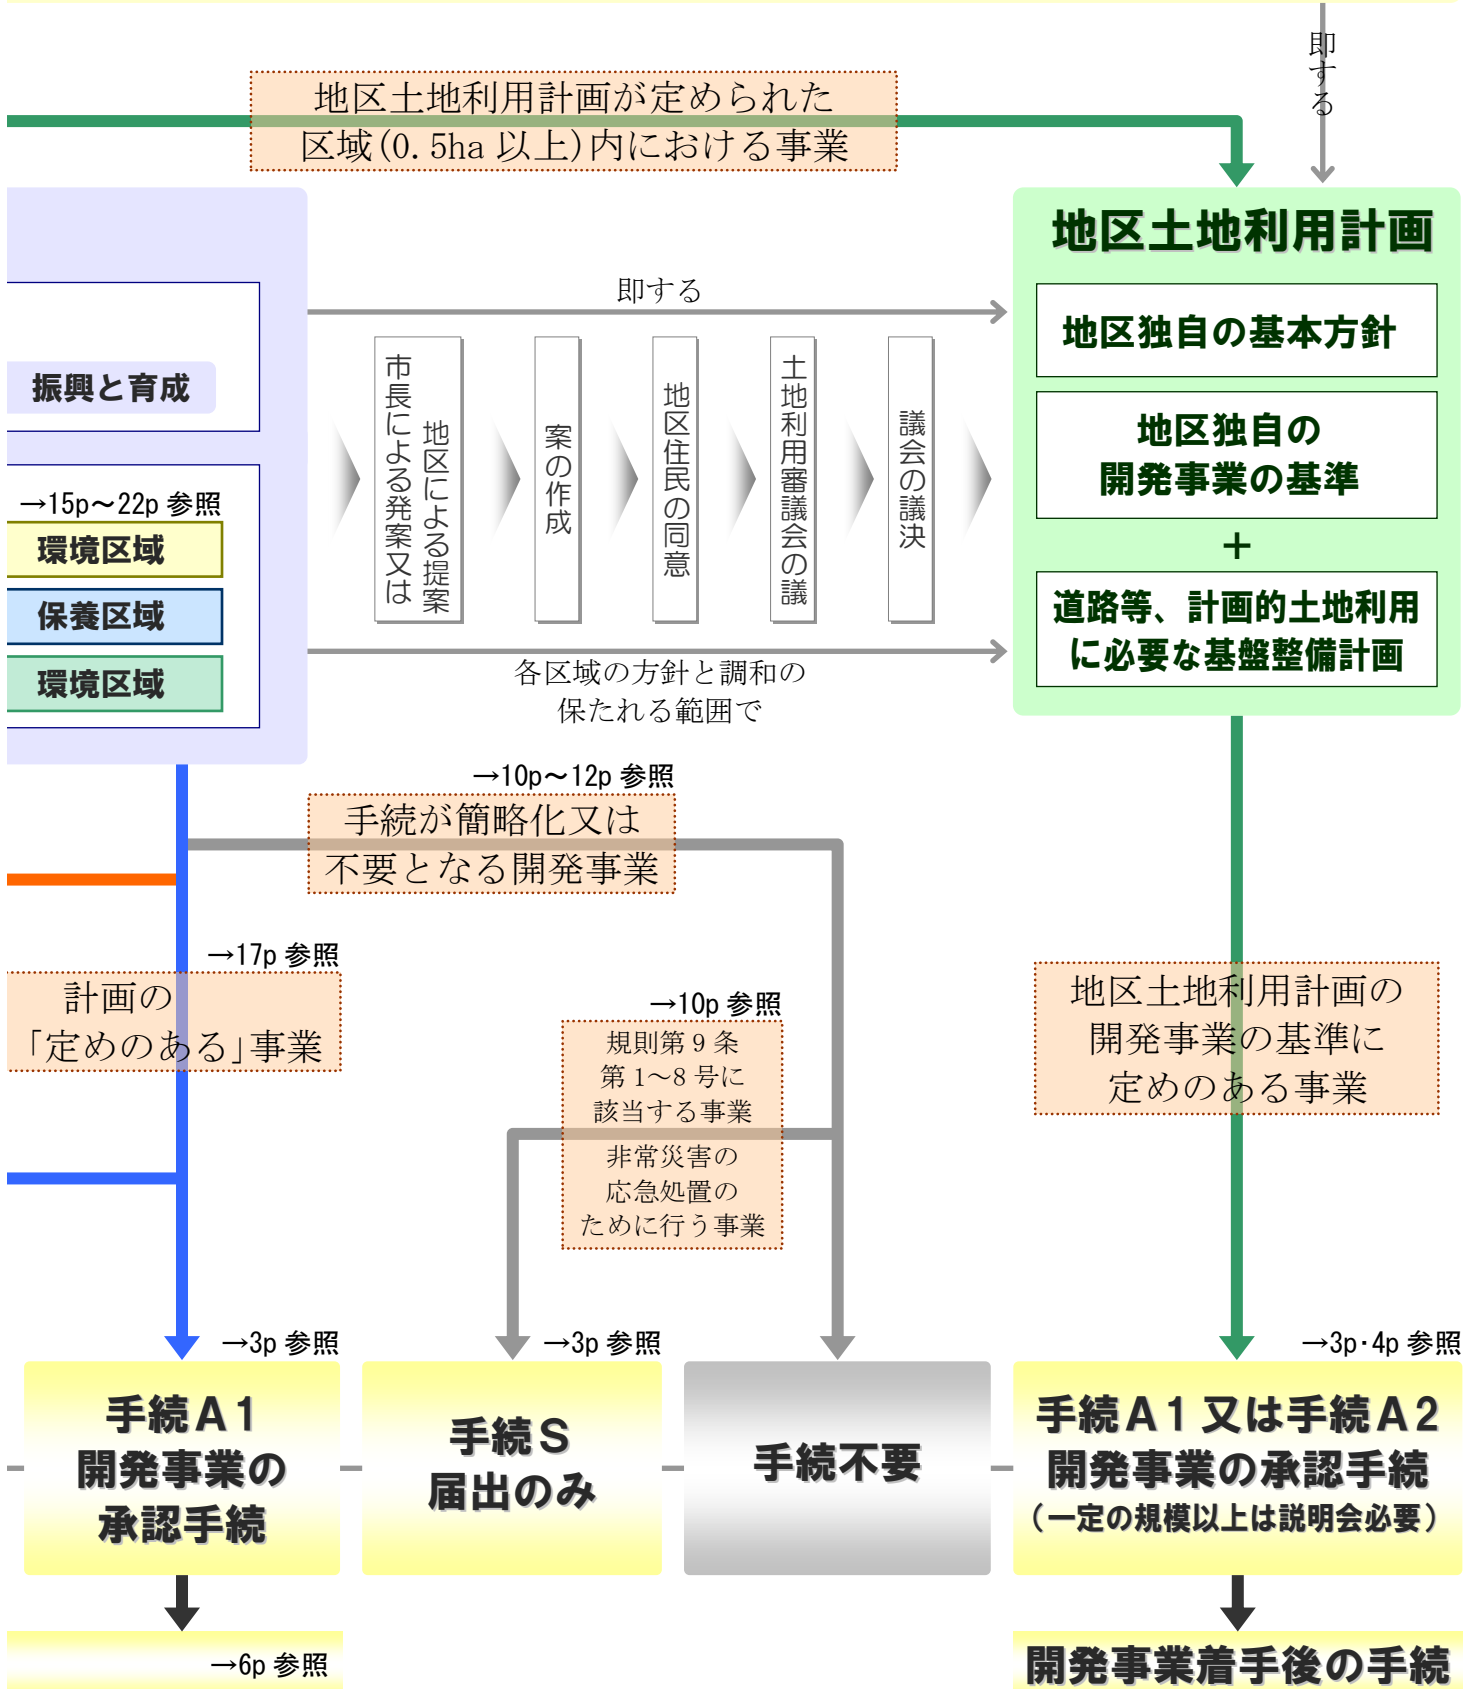 即する
地区土地利用計画が定められた
区域(0.5ha 以上)内における事業
地区土地利用計画
即する
地区独自の基本方針
振興と育成
市長による発案又は
地区による提案
案の作成
地区住民の同意
土地利用審議会の議
議会の議決
地区独自の
開発事業の基準
+
道路等、計画的土地利用
に必要な基盤整備計画
→15p～22p 参照
環境区域
保養区域
環境区域
各区域の方針と調和の
保たれる範囲で
→10p～12p 参照
手続が簡略化又は
不要となる開発事業
→17p 参照
計画の
「定めのある」事業
→10p 参照
規則第 9 条
第 1～8 号に
該当する事業
非常災害の
応急処置の
ために行う事業
地区土地利用計画の
開発事業の基準に
定めのある事業
→3p 参照
手続Ａ１
開発事業の
承認手続
→3p 参照
手続Ｓ
届出のみ
手続不要
→3p･4p 参照
手続Ａ１又は手続Ａ２
開発事業の承認手続
（一定の規模以上は説明会必要）
→6p 参照
開発事業着手後の手続